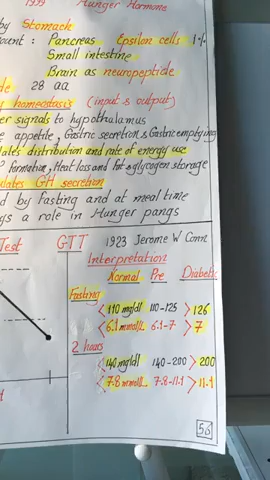 1999 Hunger Hormone
by Stomach
ount : Pancreas Epsilon cells 1%
Small intestine
Brain as neuropeptide
de 28 aa
homeostasis (input & output)
er signals to hypothalamus
e appetite, Gastric secretion & Gastric emptying
lates distribution and rate of energy use
P formation, Heat loss and Fat & glycogen storage
ulates GH secretion
d by Fasting and at meal time
ys a role in Hunger pangs
Test GTT 1923 Jerome W Conn
Interpretation
Normal Pre Diabetic
Fasting
< 110 mg/dl 110-125 > 126
< 6.1 mmol/L 6.1-7 > 7
2 hours
< 140 mg/dl 140-200 > 200
< 7.8 mmol/L 7.8-11.1 > 11.1
56